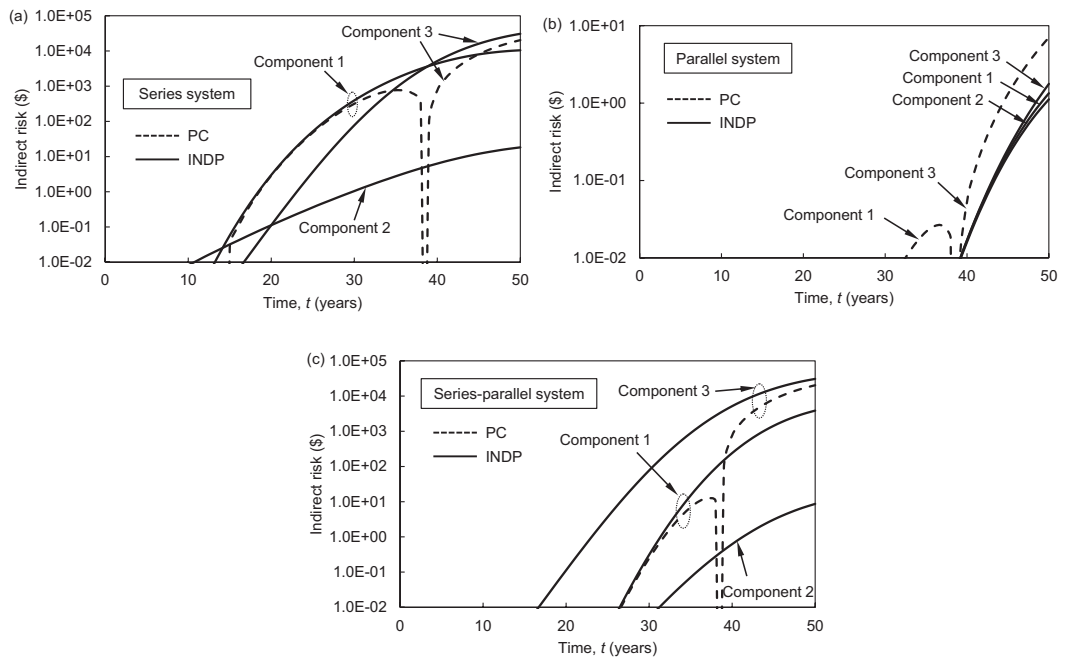 (a)
1.0E+05
1.0E+04
1.0E+03
1.0E+02
1.0E+01
1.0E+00
1.0E-01
1.0E-02
Indirect risk ($)
Series system
PC
INDP
Component 1
Component 3
Component 2
0 10 20 30 40 50
Time, t (years)
(b)
1.0E+01
1.0E+00
1.0E-01
1.0E-02
Indirect risk ($)
Parallel system
PC
INDP
Component 3
Component 1
Component 2
Component 3
Component 1
0 10 20 30 40 50
Time, t (years)
(c)
1.0E+05
1.0E+04
1.0E+03
1.0E+02
1.0E+01
1.0E+00
1.0E-01
1.0E-02
Indirect risk ($)
Series-parallel system
PC
INDP
Component 3
Component 1
Component 2
0 10 20 30 40 50
Time, t (years)